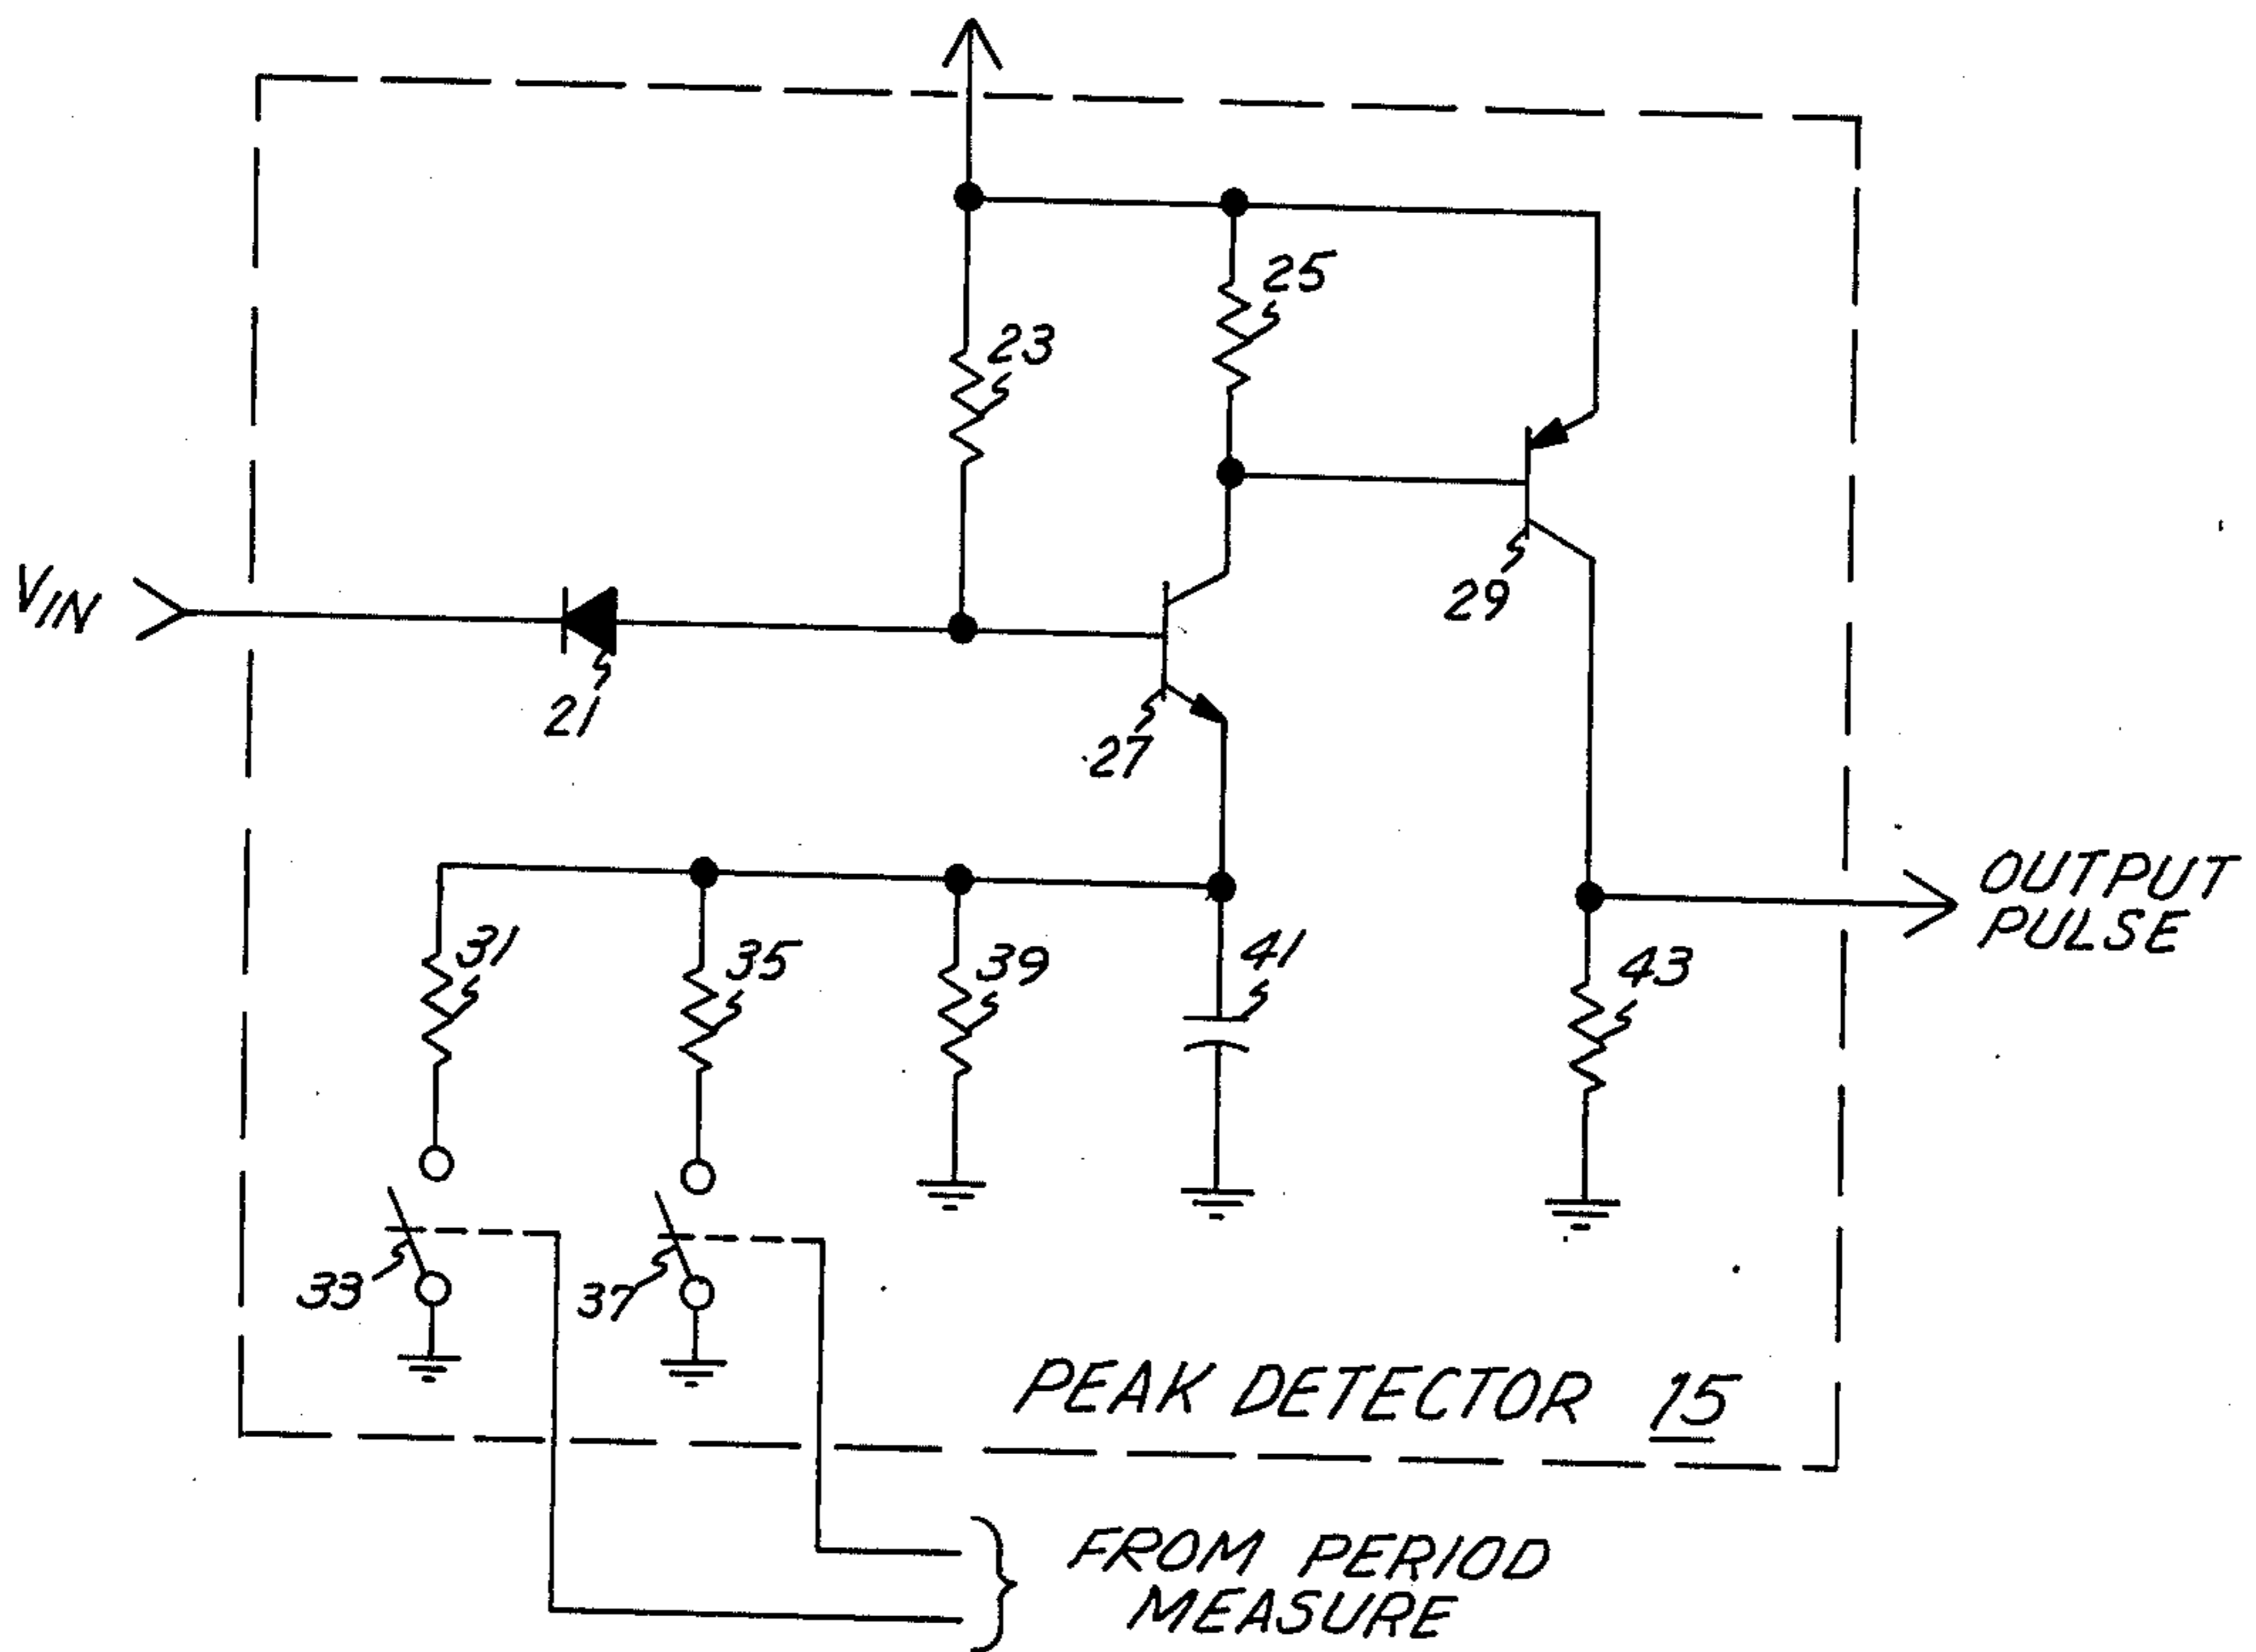 25
23
VIN
29
21
27
OUTPUT
PULSE
31
35
39
41
43
33
37
PEAK DETECTOR 15
FROM PERIOD
MEASURE